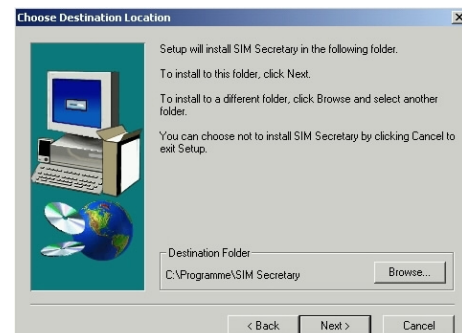 Choose Destination Location
Setup will install SIM Secretary in the following folder.
To install to this folder, click Next.
To install to a different folder, click Browse and select another
folder.
You can choose not to install SIM Secretary by clicking Cancel to
exit Setup.
Destination Folder
C:\Programme\SIM Secretary
Browse...
< Back
Next >
Cancel